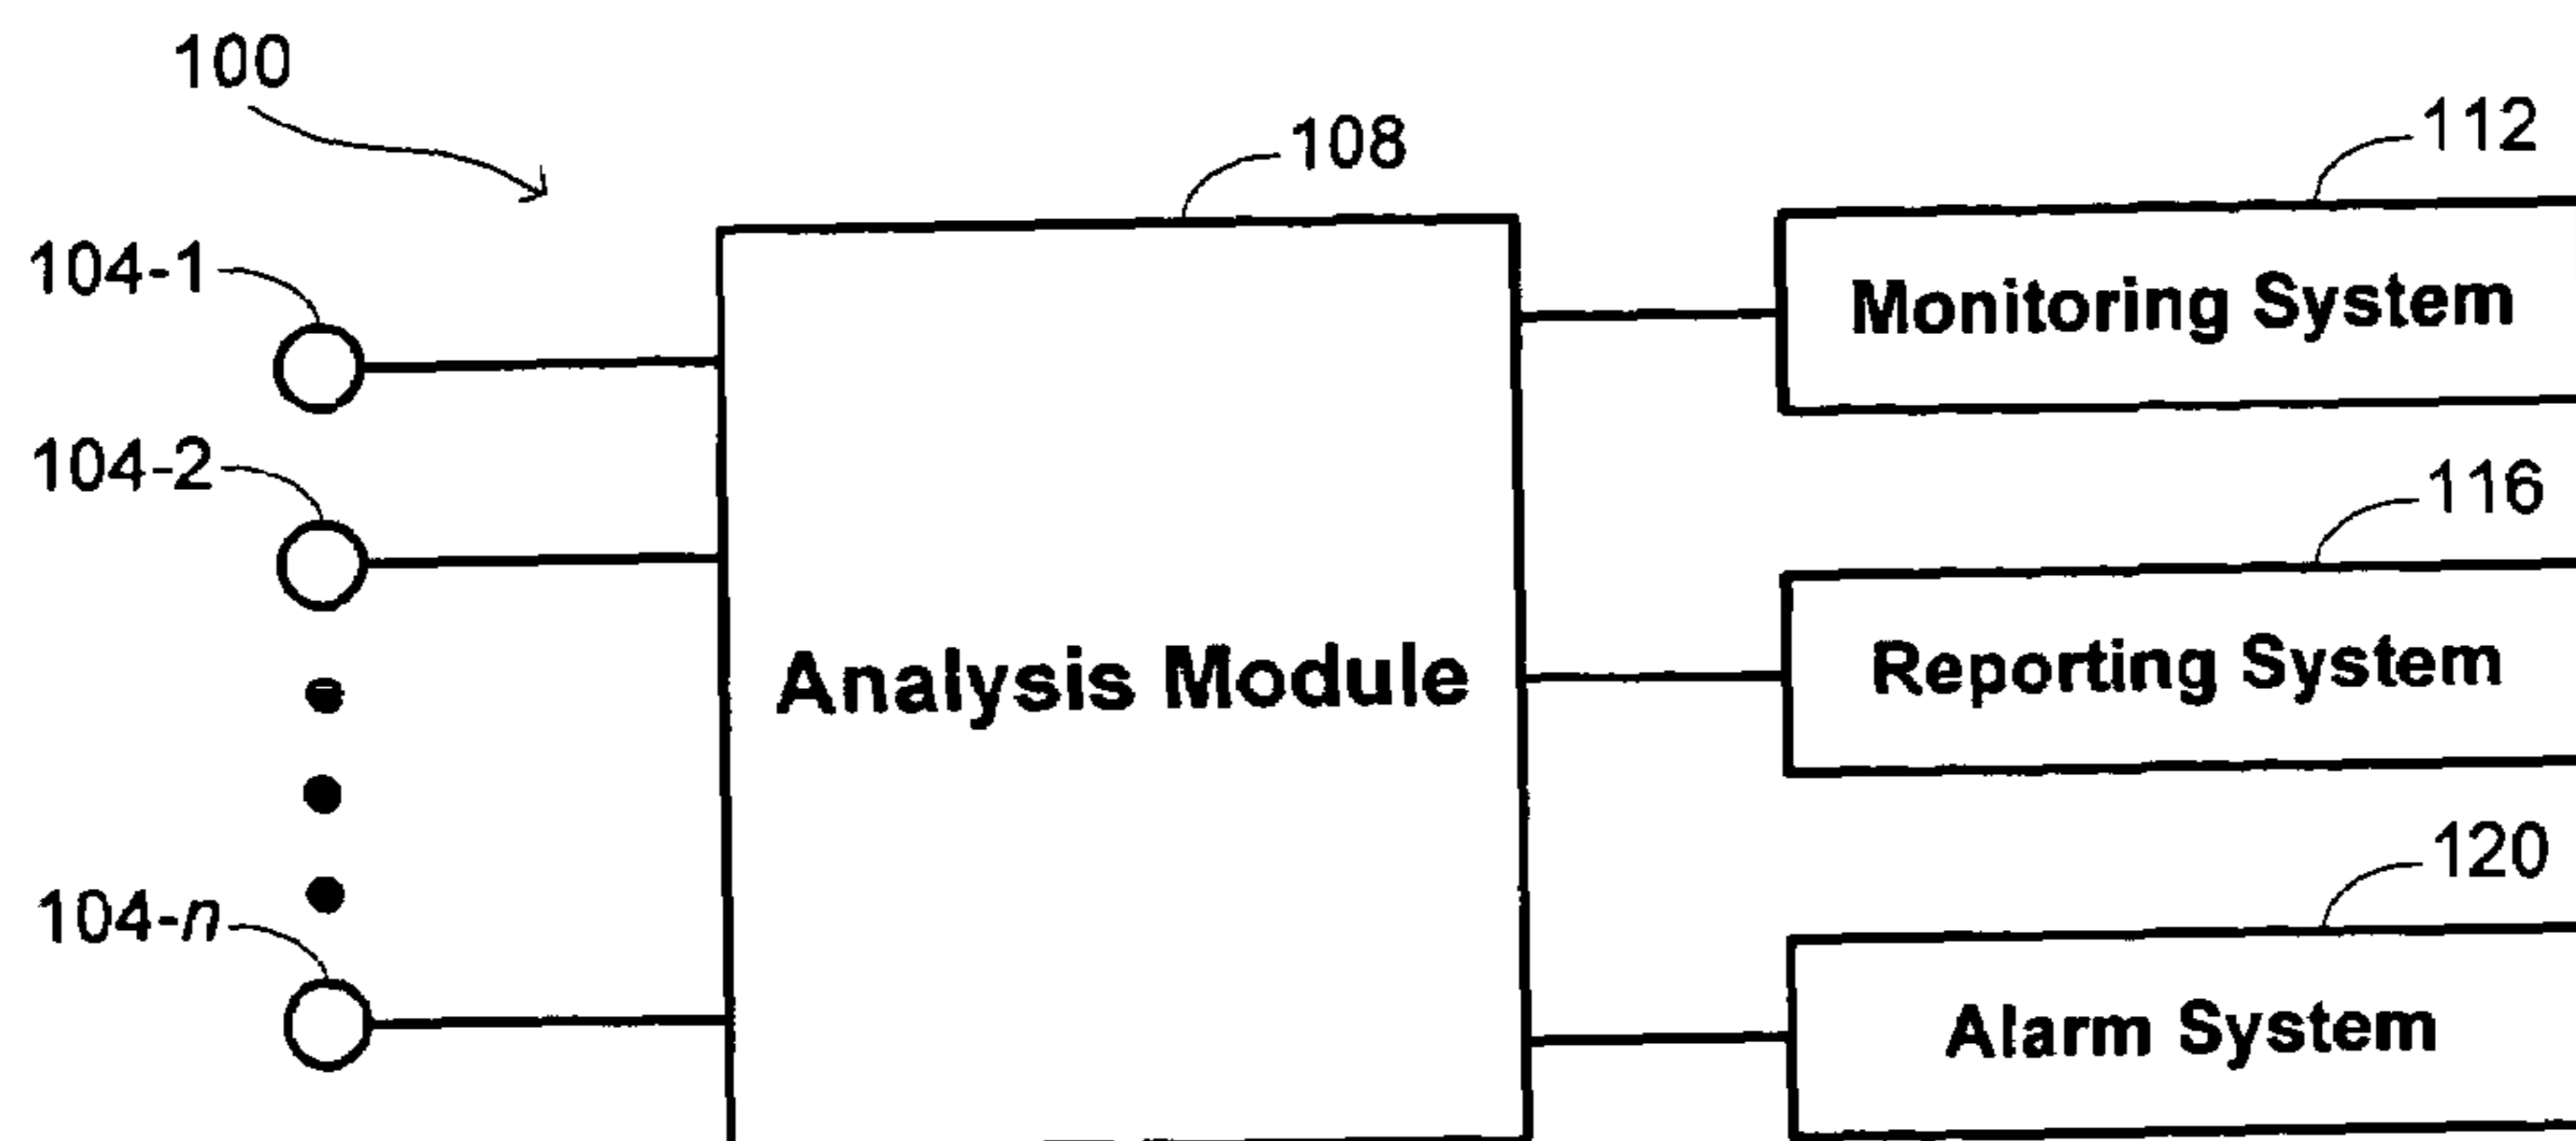 100
108
112
104-1
Monitoring System
104-2
116
Analysis Module
Reporting System
120
104-n
Alarm System